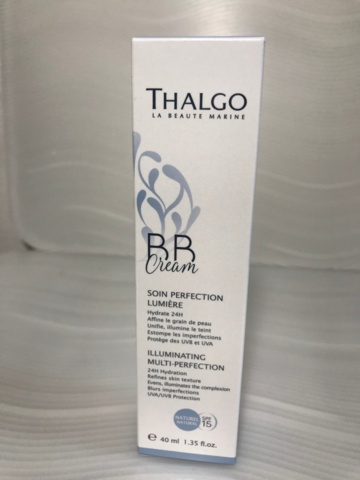 THALGO
LA BEAUTE MARINE
BB
Cream
SOIN PERFECTION
LUMIÈRE
Hydrate 24H
Affine le grain de peau
Unifie, illumine le teint
Estompe les imperfections
Protège des UVB et UVA
ILLUMINATING
MULTI-PERFECTION
24H Hydration
Refines skin texture
Evens, illuminates the complexion
Blurs imperfections
UVA/UVB Protection
NATUREL
NATURAL
SPF
15
e 40 ml 1.35 fl.oz.